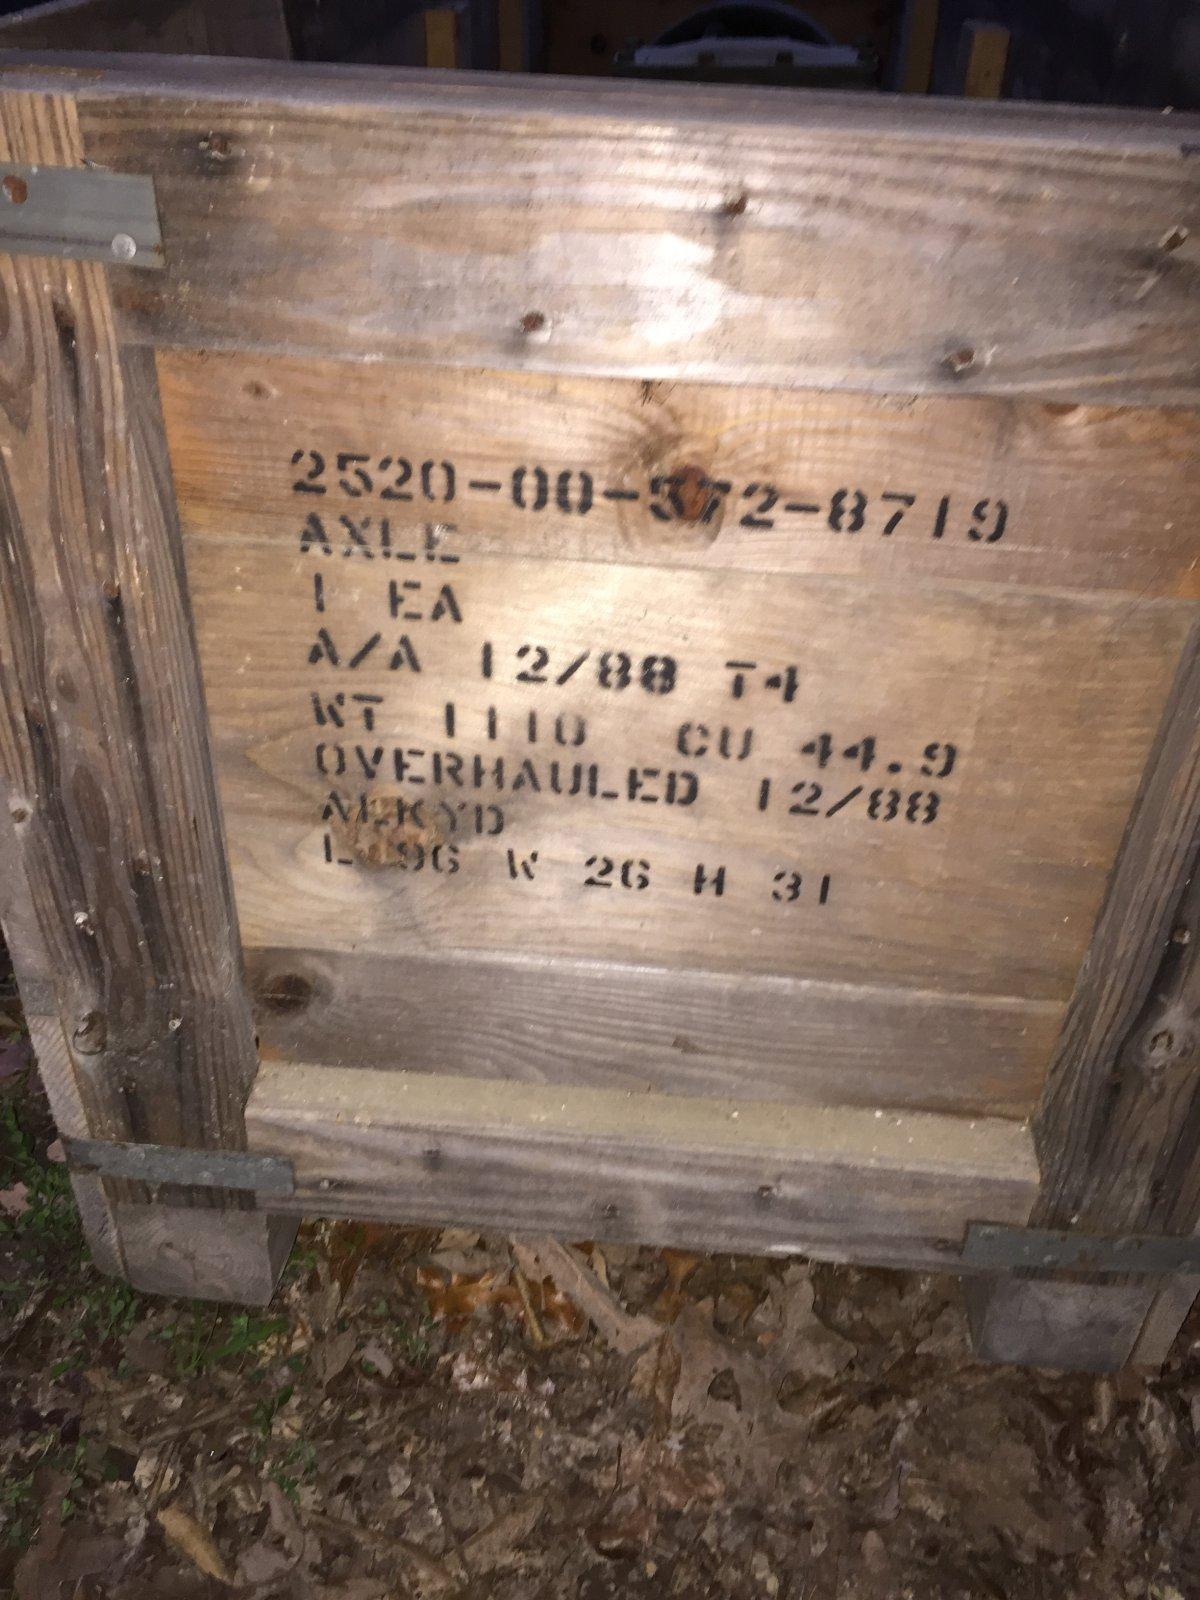 2520-00-572-8719
AXLE
1 EA
A/A 12/88 T4
WT 1110 CU 44.9
OVERHAULED 12/88
ALKYD
L 96 W 26 H 31